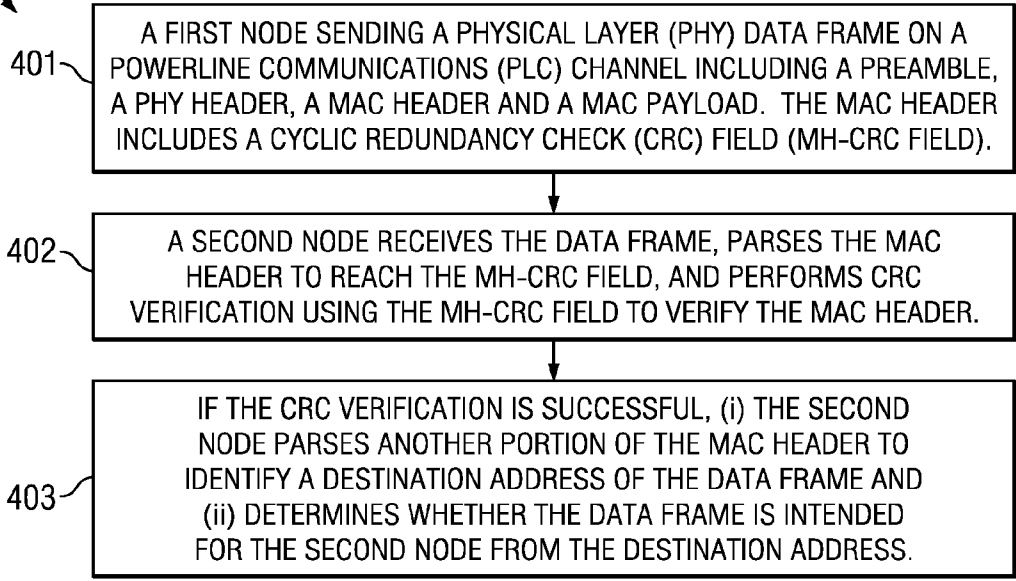 A FIRST NODE SENDING A PHYSICAL LAYER (PHY) DATA FRAME ON A
401
POWERLINE COMMUNICATIONS (PLC) CHANNEL INCLUDING A PREAMBLE,
A PHY HEADER, A MAC HEADER AND A MAC PAYLOAD. THE MAC HEADER
INCLUDES A CYCLIC REDUNDANCY CHECK (CRC) FIELD (MH-CRC FIELD).
402
A SECOND NODE RECEIVES THE DATA FRAME, PARSES THE MAC
HEADER TO REACH THE MH-CRC FIELD, AND PERFORMS CRC
VERIFICATION USING THE MH-CRC FIELD TO VERIFY THE MAC HEADER.
403
IF THE CRC VERIFICATION IS SUCCESSFUL, (i) THE SECOND
NODE PARSES ANOTHER PORTION OF THE MAC HEADER TO
IDENTIFY A DESTINATION ADDRESS OF THE DATA FRAME AND
(ii) DETERMINES WHETHER THE DATA FRAME IS INTENDED
FOR THE SECOND NODE FROM THE DESTINATION ADDRESS.